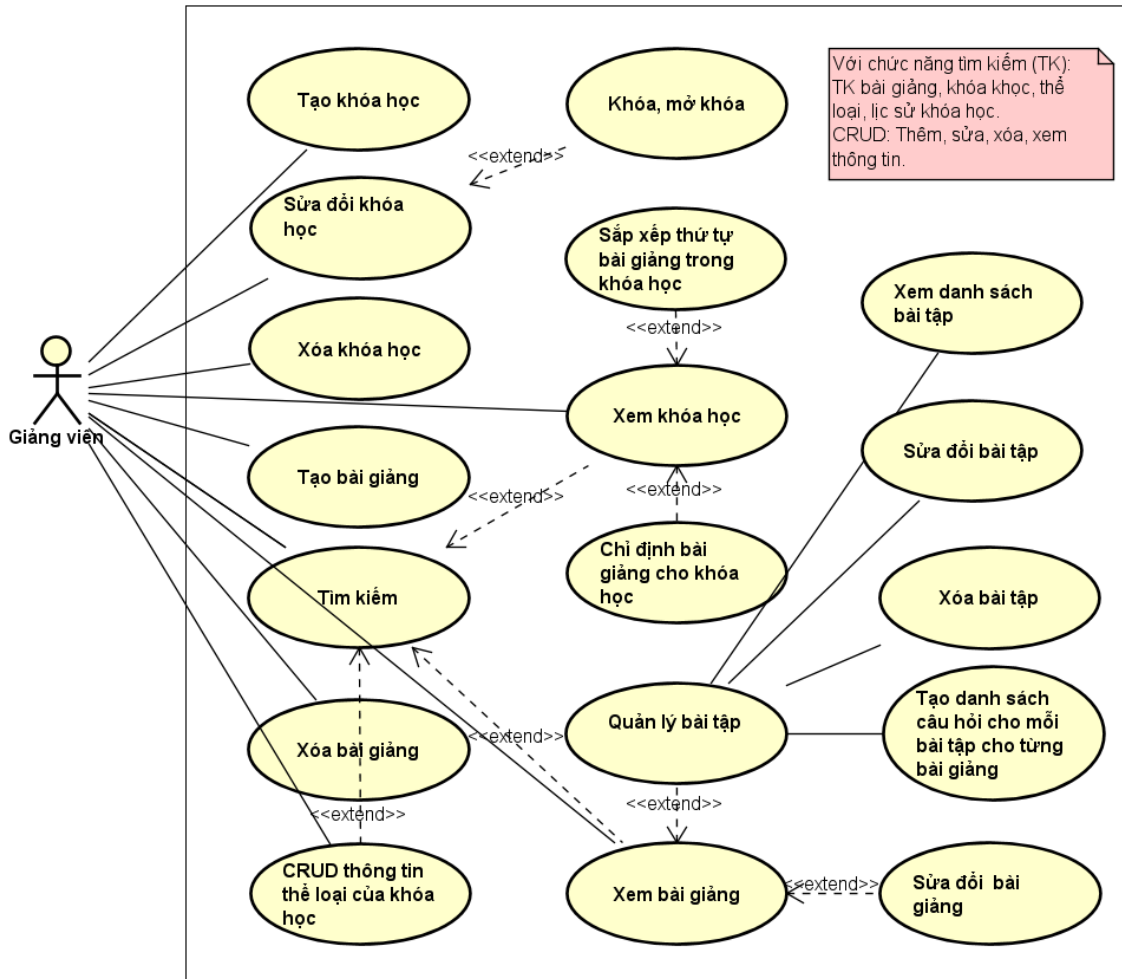 Tạo khóa học
Khóa, mở khóa
Với chức năng tìm kiếm (TK):
TK bài giảng, khóa khọc, thể
loại, lịc sử khóa học.
CRUD: Thêm, sửa, xóa, xem
thông tin.
<<extend>>
Sửa đổi khóa
học
Sắp xếp thứ tự
bài giảng trong
khóa học
Xem danh sách
bài tập
<<extend>>
Xóa khóa học
Giảng viên
Xem khóa học
Sửa đổi bài tập
Tạo bài giảng
<<extend>>
<<extend>>
Chỉ định bài
giảng cho khóa
học
Tìm kiếm
Xóa bài tập
Quản lý bài tập
Tạo danh sách
câu hỏi cho mỗi
bài tập cho từng
bài giảng
Xóa bài giảng
<<extend>>
<<extend>>
<<extend>>
CRUD thông tin
thể loại của khóa
học
Xem bài giảng
<<extend>>
Sửa đổi bài
giảng